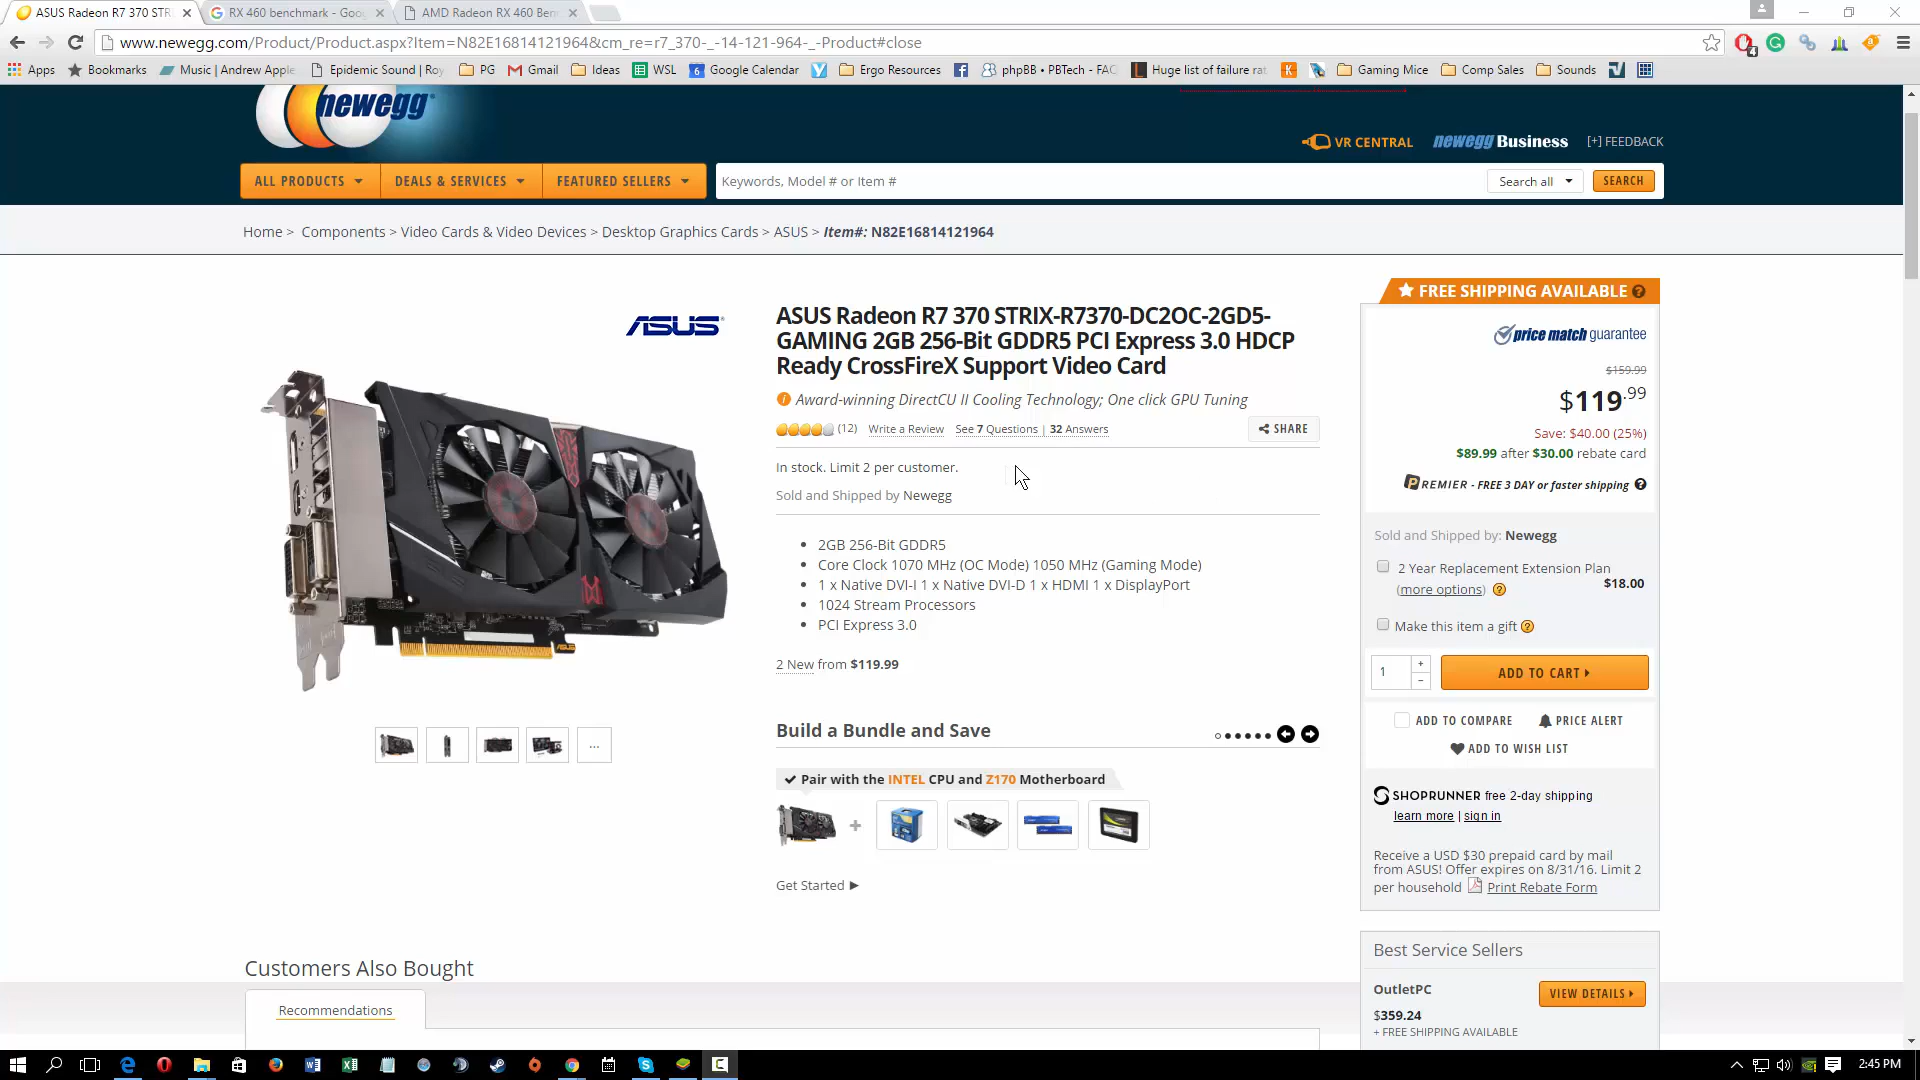 ASUS Radeon R7 370 STRI
RX 460 benchmark - Goo
AMD Radeon RX 460 Ben
www.newegg.com/Product/Product.aspx?Item=N82E16814121964&cm_re=r7_370-_-14-121-964-_-Product#close
4
Apps
Bookmarks
Music | Andrew Apple
Epidemic Sound | Roy
PG
Gmail
Ideas
WSL
6
Google Calendar
Ergo Resources
phpBB • PBTech - FAQ
Huge list of failure rat
Gaming Mice
Comp Sales
Sounds
newegg
VR CENTRAL
newegg Business
[+] FEEDBACK
ALL PRODUCTS
DEALS & SERVICES
FEATURED SELLERS
Keywords, Model # or Item #
Search all
SEARCH
Home > Components > Video Cards & Video Devices > Desktop Graphics Cards > ASUS > Item#: N82E16814121964
ASUS
ASUS Radeon R7 370 STRIX-R7370-DC2OC-2GD5-
GAMING 2GB 256-Bit GDDR5 PCI Express 3.0 HDCP
Ready CrossFireX Support Video Card
Award-winning DirectCU II Cooling Technology; One click GPU Tuning
(12) Write a Review See 7 Questions | 32 Answers
SHARE
In stock. Limit 2 per customer.
Sold and Shipped by Newegg
• 2GB 256-Bit GDDR5
• Core Clock 1070 MHz (OC Mode) 1050 MHz (Gaming Mode)
• 1 x Native DVI-I 1 x Native DVI-D 1 x HDMI 1 x DisplayPort
• 1024 Stream Processors
• PCI Express 3.0
2 New from $119.99
...
Build a Bundle and Save
Pair with the INTEL CPU and Z170 Motherboard
+
Get Started
Customers Also Bought
Recommendations
FREE SHIPPING AVAILABLE ?
price match guarantee
$159.99
$119.99
Save: $40.00 (25%)
$89.99 after $30.00 rebate card
PREMIER - FREE 3 DAY or faster shipping ?
Sold and Shipped by: Newegg
2 Year Replacement Extension Plan
(more options) ? $18.00
Make this item a gift ?
1
+
-
ADD TO CART
ADD TO COMPARE
PRICE ALERT
ADD TO WISH LIST
SHOPRUNNER free 2-day shipping
learn more | sign in
Receive a USD $30 prepaid card by mail
from ASUS! Offer expires on 8/31/16. Limit 2
per household Print Rebate Form
Best Service Sellers
OutletPC
VIEW DETAILS
$359.24
+ FREE SHIPPING AVAILABLE
2:45 PM